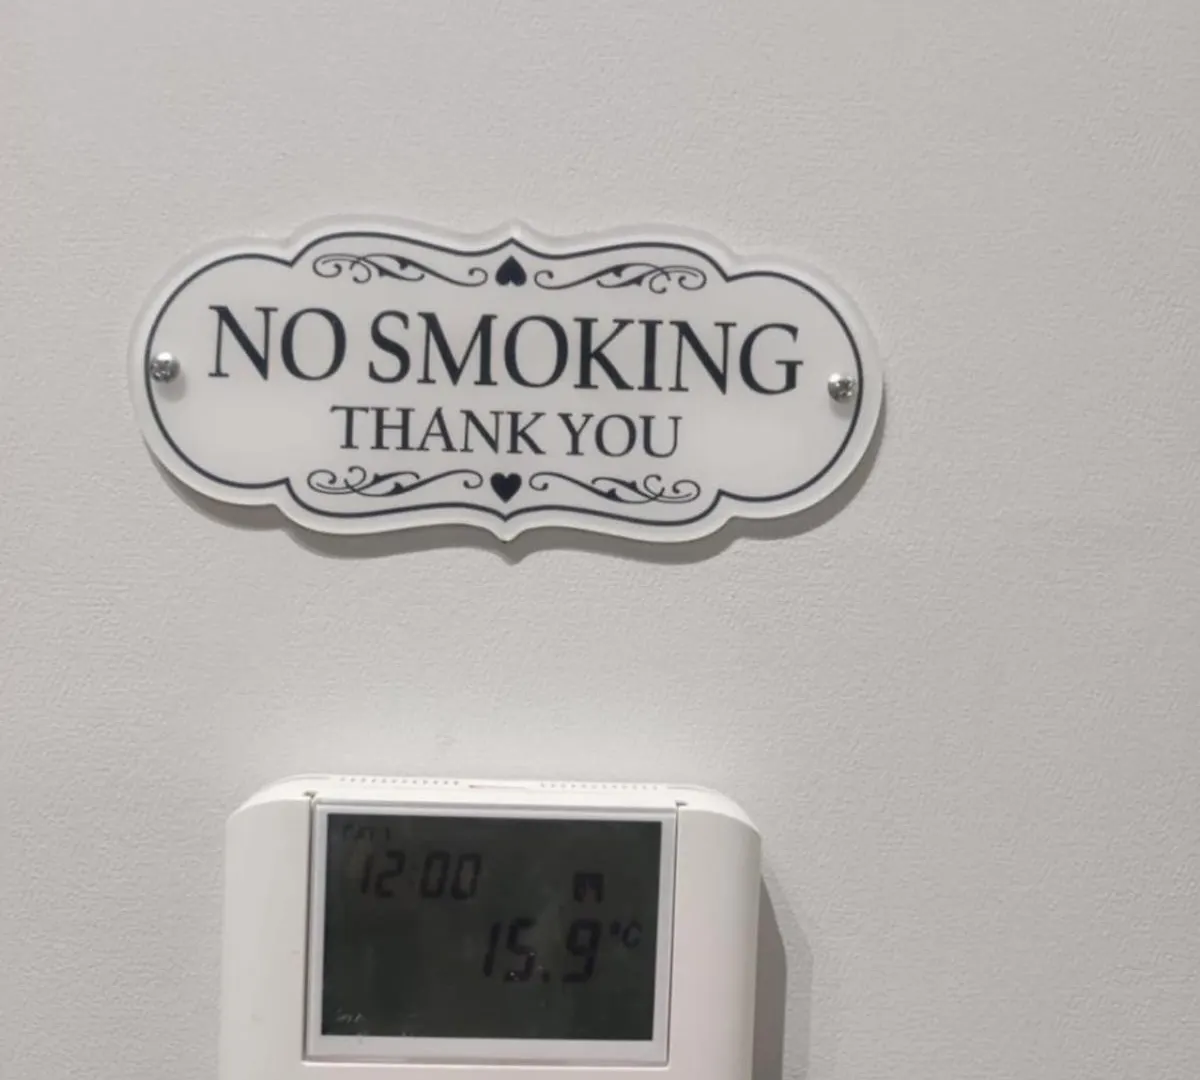 NO SMOKING
THANK YOU
12:00
15.9 °C